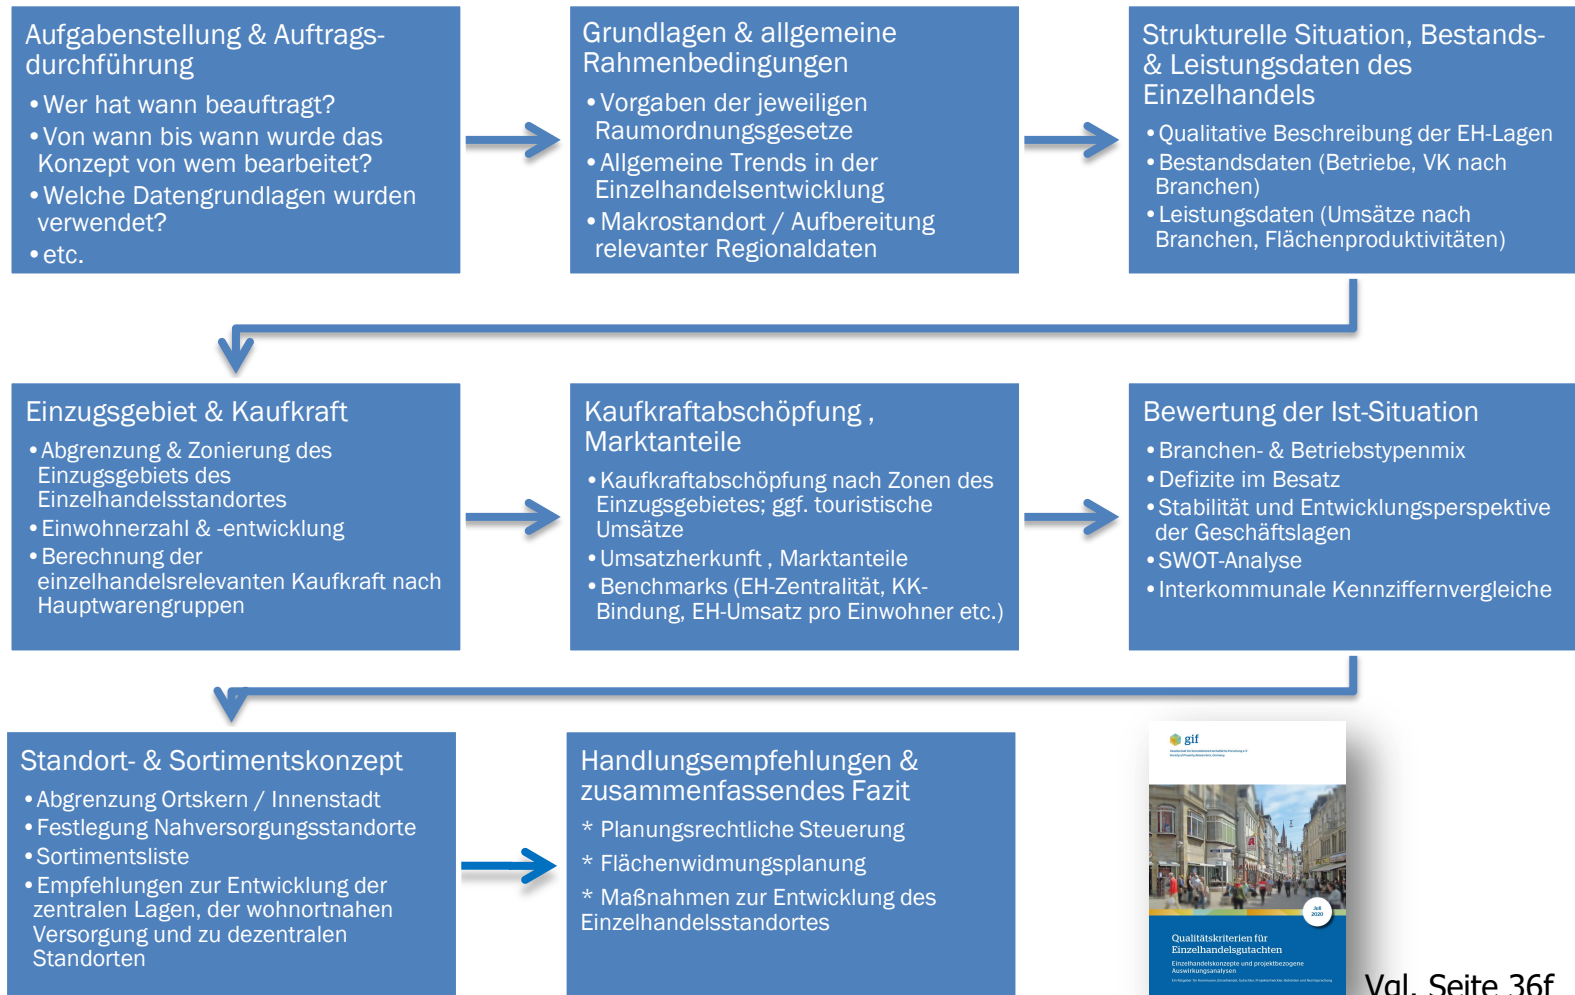 Aufgabenstellung & Auftrags-
durchführung
•Wer hat wann beauftragt?
•Von wann bis wann wurde das
Konzept von wem bearbeitet?
•Welche Datengrundlagen wurden
verwendet?
•etc.
Grundlagen & allgemeine
Rahmenbedingungen
•Vorgaben der jeweiligen
Raumordnungsgesetze
•Allgemeine Trends in der
Einzelhandelsentwicklung
•Makrostandort / Aufbereitung
relevanter Regionaldaten
Strukturelle Situation, Bestands-
& Leistungsdaten des
Einzelhandels
•Qualitative Beschreibung der EH-Lagen
•Bestandsdaten (Betriebe, VK nach
Branchen)
•Leistungsdaten (Umsätze nach
Branchen, Flächenproduktivitäten)
Einzugsgebiet & Kaufkraft
•Abgrenzung & Zonierung des
Einzugsgebiets des
Einzelhandelsstandortes
•Einwohnerzahl & -entwicklung
•Berechnung der
einzelhandelsrelevanten Kaufkraft nach
Hauptwarengruppen
Kaufkraftabschöpfung ,
Marktanteile
•Kaufkraftabschöpfung nach Zonen des
Einzugsgebietes; ggf. touristische
Umsätze
•Umsatzherkunft , Marktanteile
•Benchmarks (EH-Zentralität, KK-
Bindung, EH-Umsatz pro Einwohner etc.)
Bewertung der Ist-Situation
•Branchen- & Betriebstypenmix
•Defizite im Besatz
•Stabilität und Entwicklungsperspektive
der Geschäftslagen
•SWOT-Analyse
•Interkommunale Kennziffernvergleiche
Standort- & Sortimentskonzept
•Abgrenzung Ortskern / Innenstadt
•Festlegung Nahversorgungsstandorte
•Sortimentsliste
•Empfehlungen zur Entwicklung der
zentralen Lagen, der wohnortnahen
Versorgung und zu dezentralen
Standorten
Handlungsempfehlungen &
zusammenfassendes Fazit
* Planungsrechtliche Steuerung
* Flächenwidmungsplanung
* Maßnahmen zur Entwicklung des
Einzelhandelsstandortes
gif
Juli
2020
Qualitätskriterien für
Einzelhandelsgutachten
Einzelhandelskonzepte und projektbezogene
Auswirkungsanalysen
Vgl. Seite 36f